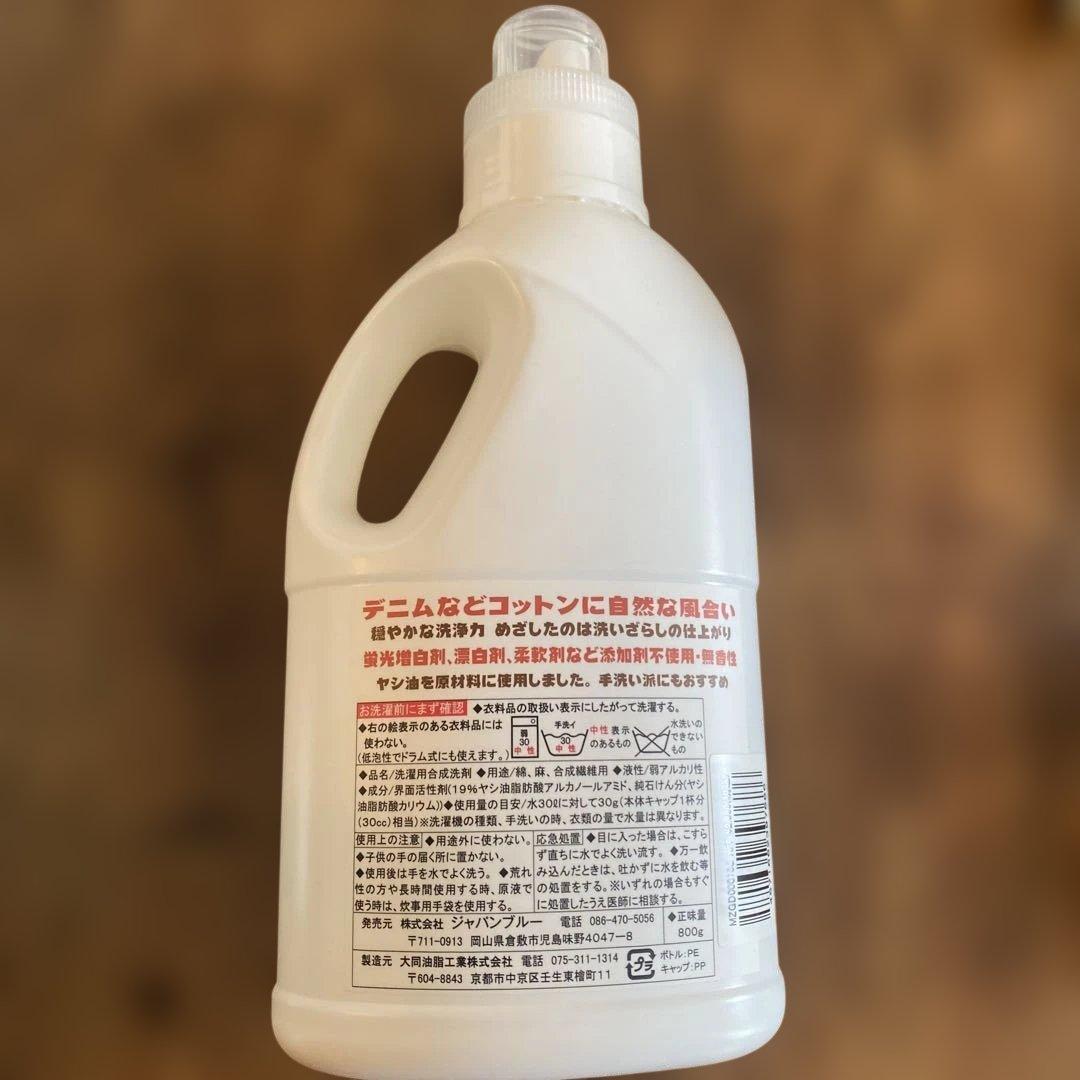 デニムなどコットンに自然な風合い
穏やかな洗浄力 めざしたのは洗いざらしの仕上がり
蛍光増白剤、漂白剤、柔軟剤など添加剤不使用・無香性
ヤシ油を原材料に使用しました。手洗い派にもおすすめ
お洗濯前にまず確認 ◆衣料品の取扱い表示にしたがって洗濯する。
◆右の絵表示のある衣料品には
使わない。
(低泡性でドラム式にも使えます。)
弱
30
中性
手洗イ
30
中性
中性表示
のあるもの
水洗いの
できない
もの
◆品名/洗濯用合成洗剤 ◆用途/綿、麻、合成繊維用 ◆液性/弱アルカリ性
◆成分/界面活性剤(19%ヤシ油脂肪酸アルカノールアミド、純石けん分(ヤシ
油脂肪酸カリウム))◆使用量の目安/水30ℓに対して30g(本体キャップ1杯分
(30cc)相当)※洗濯機の種類、手洗いの時、衣類の量で水量は異なります。
使用上の注意 ◆用途外に使わない。
◆子供の手の届く所に置かない。
◆使用後は手を水でよく洗う。 ◆荒れ
性の方や長時間使用する時、原液で
使う時は、炊事用手袋を使用する。
応急処置 ◆目に入った場合は、こすら
ず直ちに水でよく洗い流す。 ◆万一飲
み込んだときは、吐かずに水を飲む等
の処置をする。※いずれの場合もすぐ
に処置したうえ医師に相談する。
発売元 株式会社 ジャパンブルー 電話 086-470-5056
〒711-0913 岡山県倉敷市児島味野4047-8
◆正味量
800g
製造元 大同油脂工業株式会社 電話 075-311-1314
〒604-8843 京都市中京区壬生東檜町11
プラ
ボトル:PE
キャップ:PP